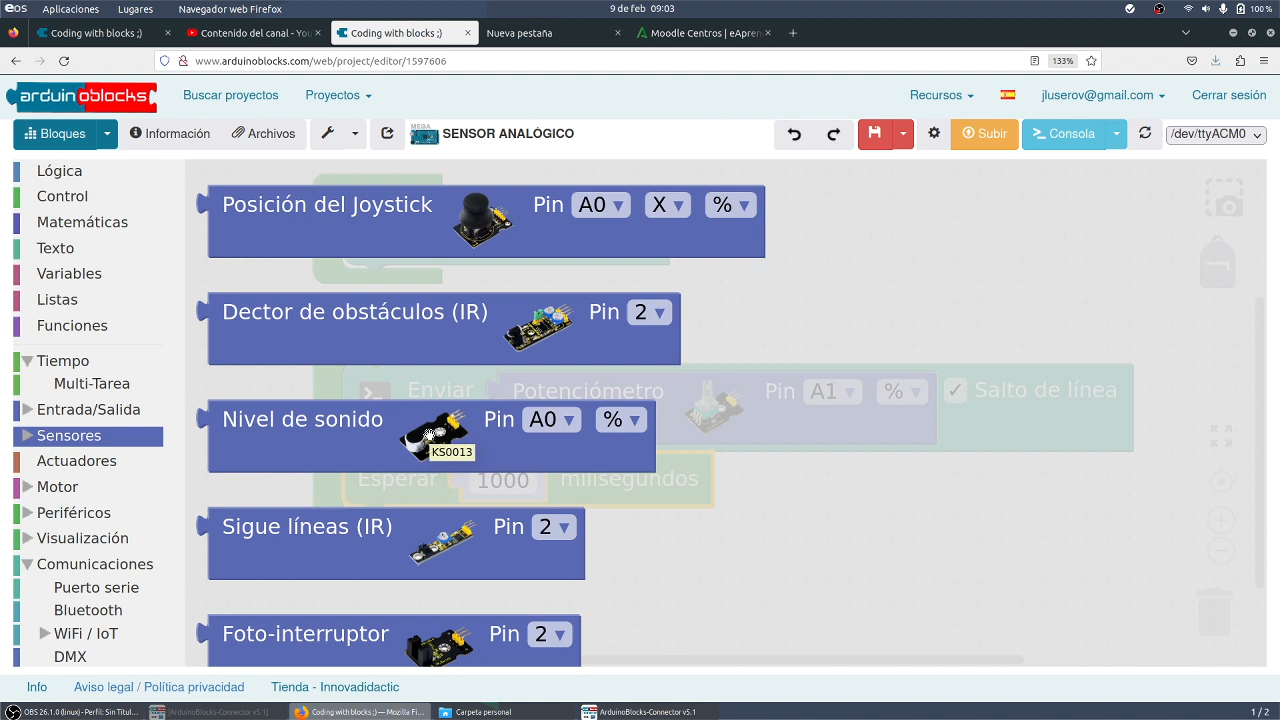 eos Aplicaciones Lugares Navegador web Firefox 9 de feb 09:03 100 %
Coding with blocks ;) × Contenido del canal - You × Coding with blocks ;) × Nueva pestaña × Moodle Centros | eApren ×
www.arduinoblocks.com/web/project/editor/1597606 133%
arduinoblocks Buscar proyectos Proyectos Recursos jluserov@gmail.com Cerrar sesión
Bloques Información Archivos MEGA SENSOR ANALÓGICO Subir Consola /dev/ttyACM0
Lógica
Control
Matemáticas
Texto
Variables
Listas
Funciones
Tiempo
Multi-Tarea
Entrada/Salida
Sensores
Actuadores
Motor
Periféricos
Visualización
Comunicaciones
Puerto serie
Bluetooth
WiFi / IoT
DMX
Posición del Joystick Pin A0 X %
Dector de obstáculos (IR) Pin 2
Enviar Potenciómetro Pin A1 % Salto de línea
Nivel de sonido Pin A0 %
KS0013
Esperar 1000 milisegundos
Sigue líneas (IR) Pin 2
Foto-interruptor Pin 2
Info Aviso legal / Política privacidad Tienda - Innovadidactic
OBS 26.1.0 (linux) - Perfil: Sin Titul... [ArduinoBlocks-Connector v5.1] Coding with blocks ;) — Mozilla Fi... Carpeta personal ArduinoBlocks-Connector v5.1 1 / 2